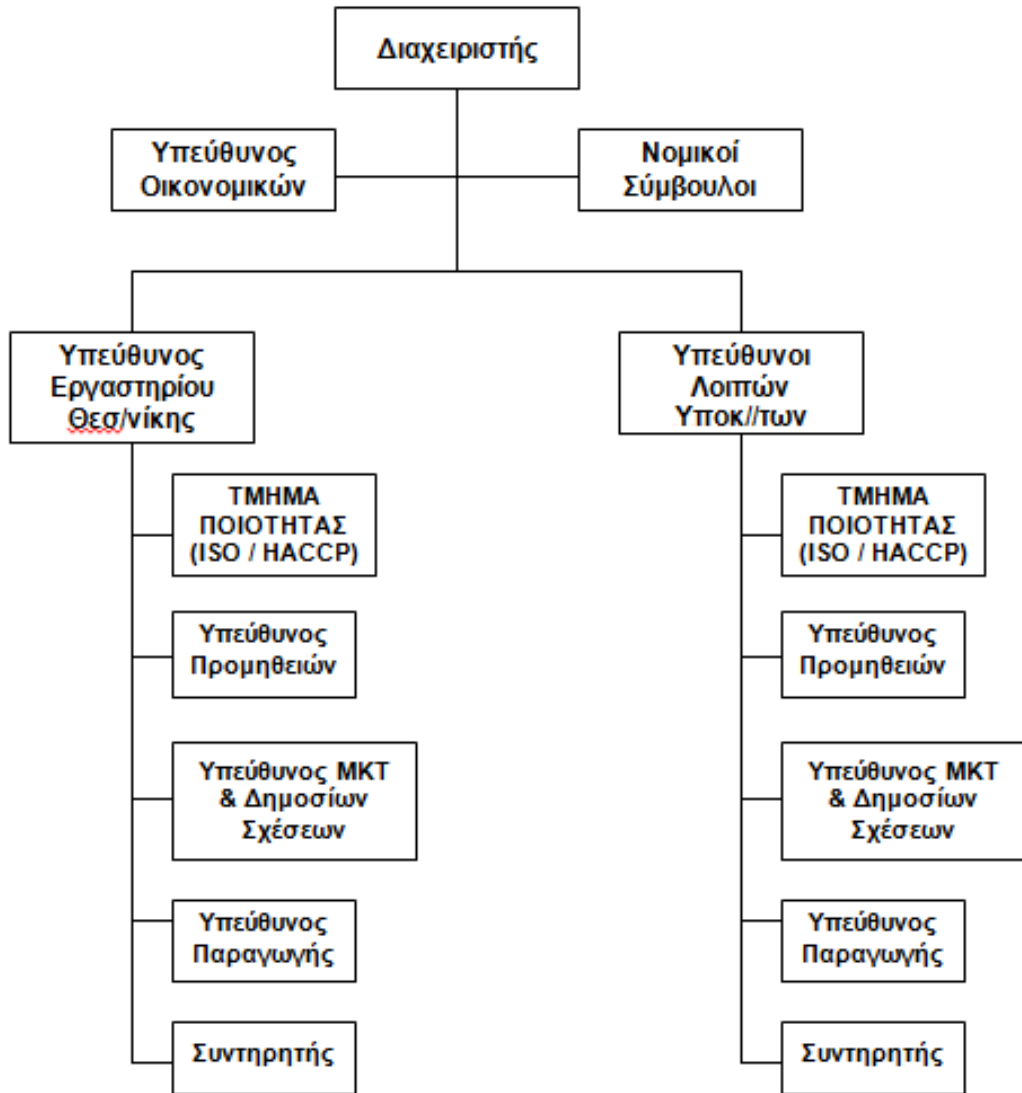 Διαχειριστής
Υπεύθυνος
Οικονομικών
Νομικοί
Σύμβουλοι
Υπεύθυνος
Εργαστηρίου
Θεσ/νίκης
ΤΜΗΜΑ
ΠΟΙΟΤΗΤΑΣ
(ISO / HACCP)
Υπεύθυνος
Προμηθειών
Υπεύθυνος ΜΚΤ
& Δημοσίων
Σχέσεων
Υπεύθυνος
Παραγωγής
Συντηρητής
Υπεύθυνοι
Λοιπών
Υποκ//των
ΤΜΗΜΑ
ΠΟΙΟΤΗΤΑΣ
(ISO / HACCP)
Υπεύθυνος
Προμηθειών
Υπεύθυνος ΜΚΤ
& Δημοσίων
Σχέσεων
Υπεύθυνος
Παραγωγής
Συντηρητής